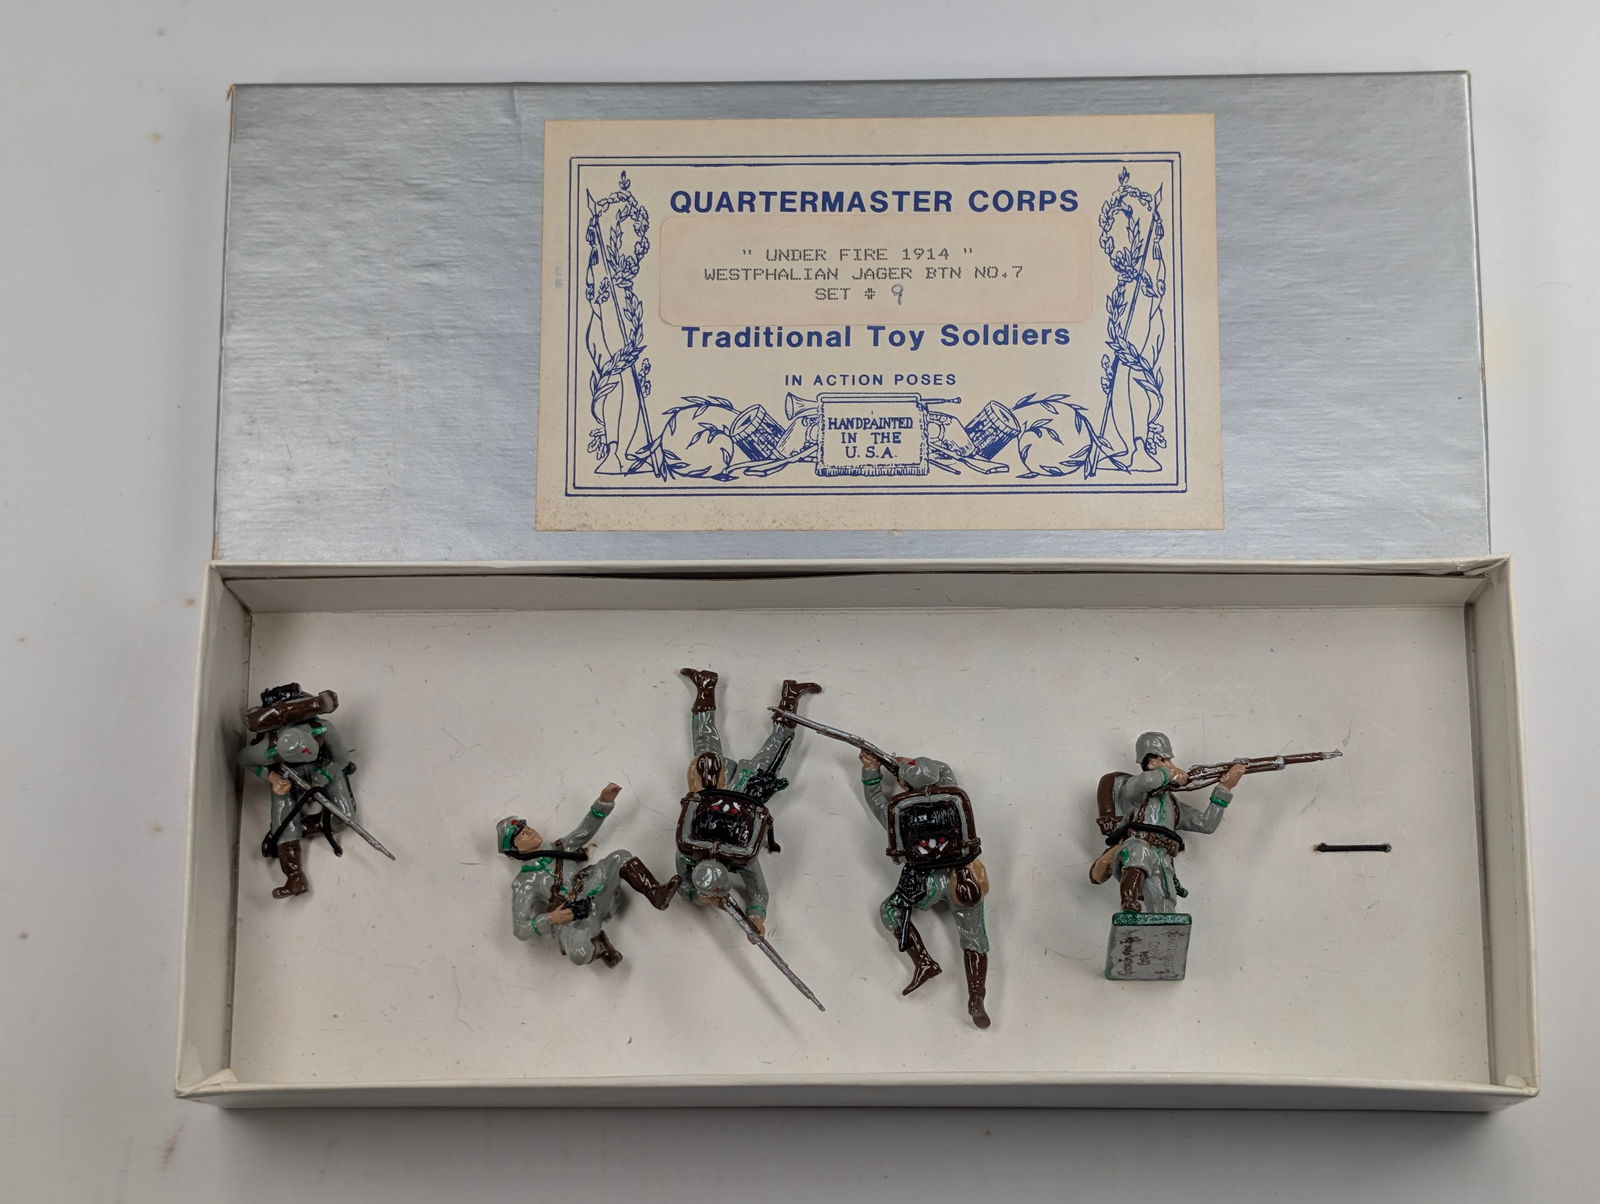 QUARTERMASTER CORPS
" UNDER FIRE 1914 "
WESTPHALIAN JAGER BTN NO.7
SET # 9
Traditional Toy Soldiers
IN ACTION POSES
HANDPAINTED
IN THE
U.S.A.